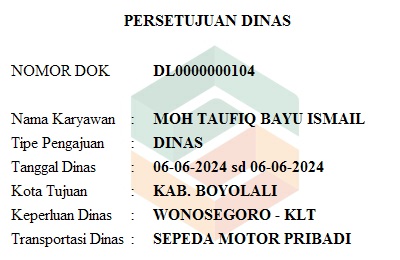 PERSETUJUAN DINAS
NOMOR DOK DL0000000104
Nama Karyawan : MOH TAUFIQ BAYU ISMAIL
Tipe Pengajuan : DINAS
Tanggal Dinas : 06-06-2024 sd 06-06-2024
Kota Tujuan : KAB. BOYOLALI
Keperluan Dinas : WONOSEGORO - KLT
Transportasi Dinas : SEPEDA MOTOR PRIBADI